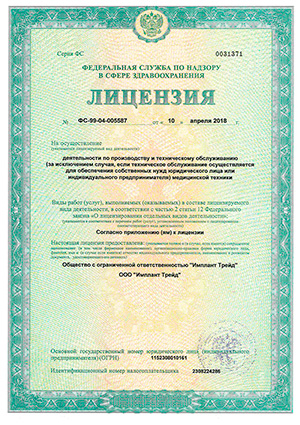 Серия ФС 0031371
ФЕДЕРАЛЬНАЯ СЛУЖБА ПО НАДЗОРУ
В СФЕРЕ ЗДРАВООХРАНЕНИЯ
ЛИЦЕНЗИЯ
№ ФС-99-04-005587 от « 10 » апреля 2018 г.
На осуществление
(указывается лицензируемый вид деятельности)
деятельности по производству и техническому обслуживанию
(за исключением случая, если техническое обслуживание осуществляется
для обеспечения собственных нужд юридического лица или
индивидуального предпринимателя) медицинской техники
Виды работ (услуг), выполняемых (оказываемых) в составе лицензируемого
вида деятельности, в соответствии с частью 2 статьи 12 Федерального
закона «О лицензировании отдельных видов деятельности»:
Согласно приложению (ям) к лицензии
Настоящая лицензия предоставлена:
Общество с ограниченной ответственностью "Имплант Трейд"
ООО "Имплант Трейд"
Основной государственный номер юридического лица (индивидуального
предпринимателя) (ОГРН) 1152300010161
Идентификационный номер налогоплательщика 2308224286